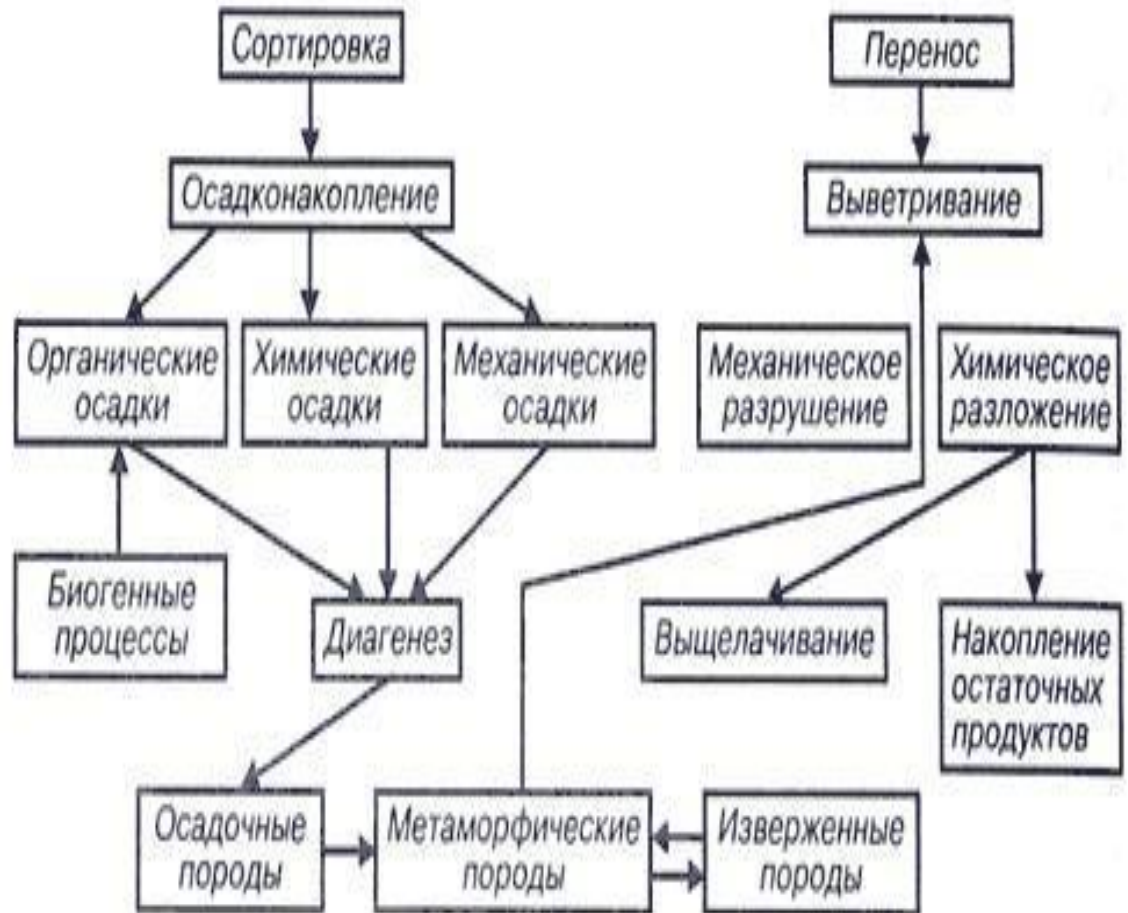 Сортировка
Перенос
Осадконакопление
Выветривание
Органические
осадки
Химические
осадки
Механические
осадки
Механическое
разрушение
Химическое
разложение
Биогенные
процессы
Диагенез
Выщелачивание
Накопление
остаточных
продуктов
Осадочные
породы
Метаморфические
породы
Изверженные
породы